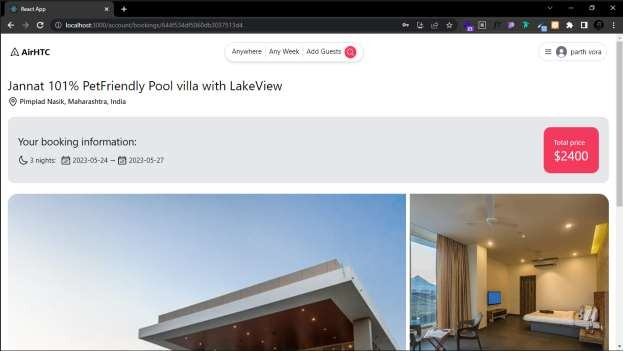 React App
localhost:3000/account/bookings/644f534df5060db3037513d4
AirHTC
Anywhere Any Week Add Guests
parth vora
Jannat 101% PetFriendly Pool villa with LakeView
Pimplad Nasik, Maharashtra, India
Your booking information:
3 nights: 2023-05-24 → 2023-05-27
Total price
$2400